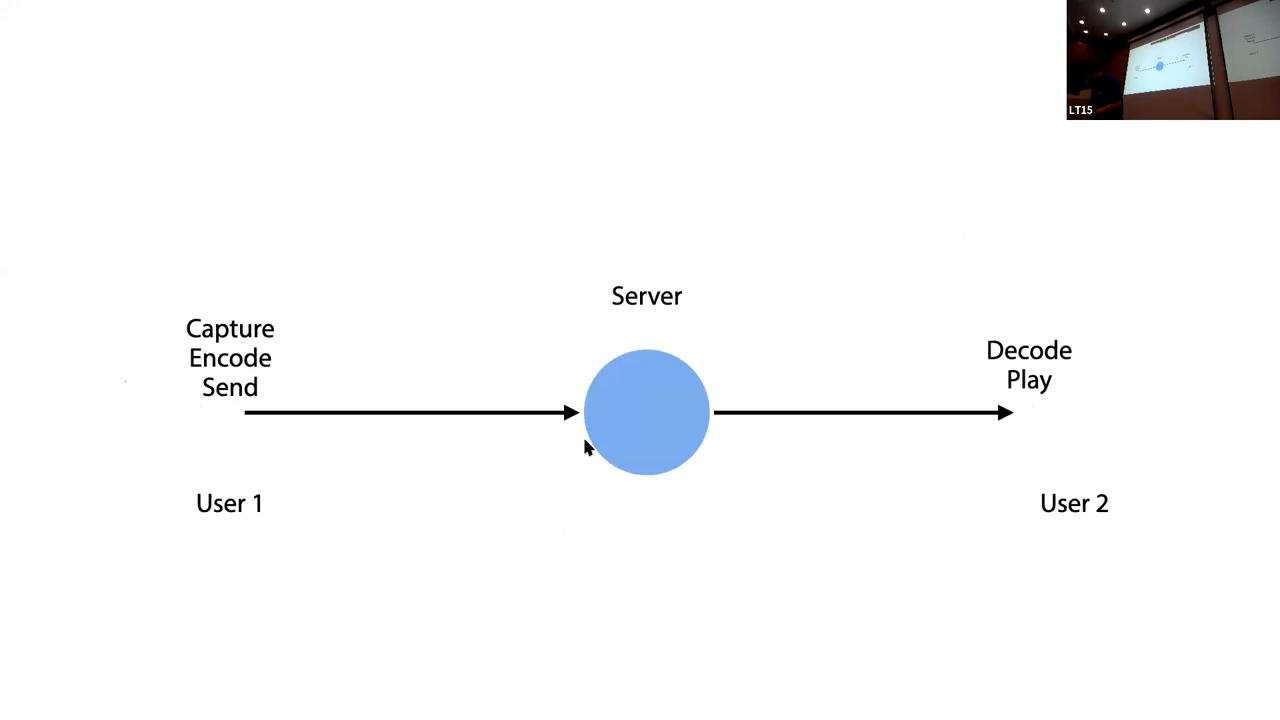 LT15
Server
Capture
Encode
Send
Decode
Play
User 1
User 2